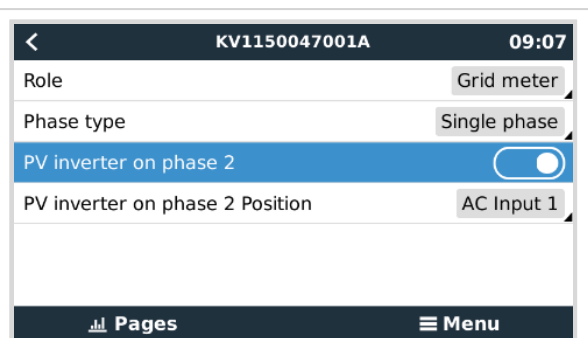 KV1150047001A 09:07
Role Grid meter
Phase type Single phase
PV inverter on phase 2
PV inverter on phase 2 Position AC Input 1
Pages Menu